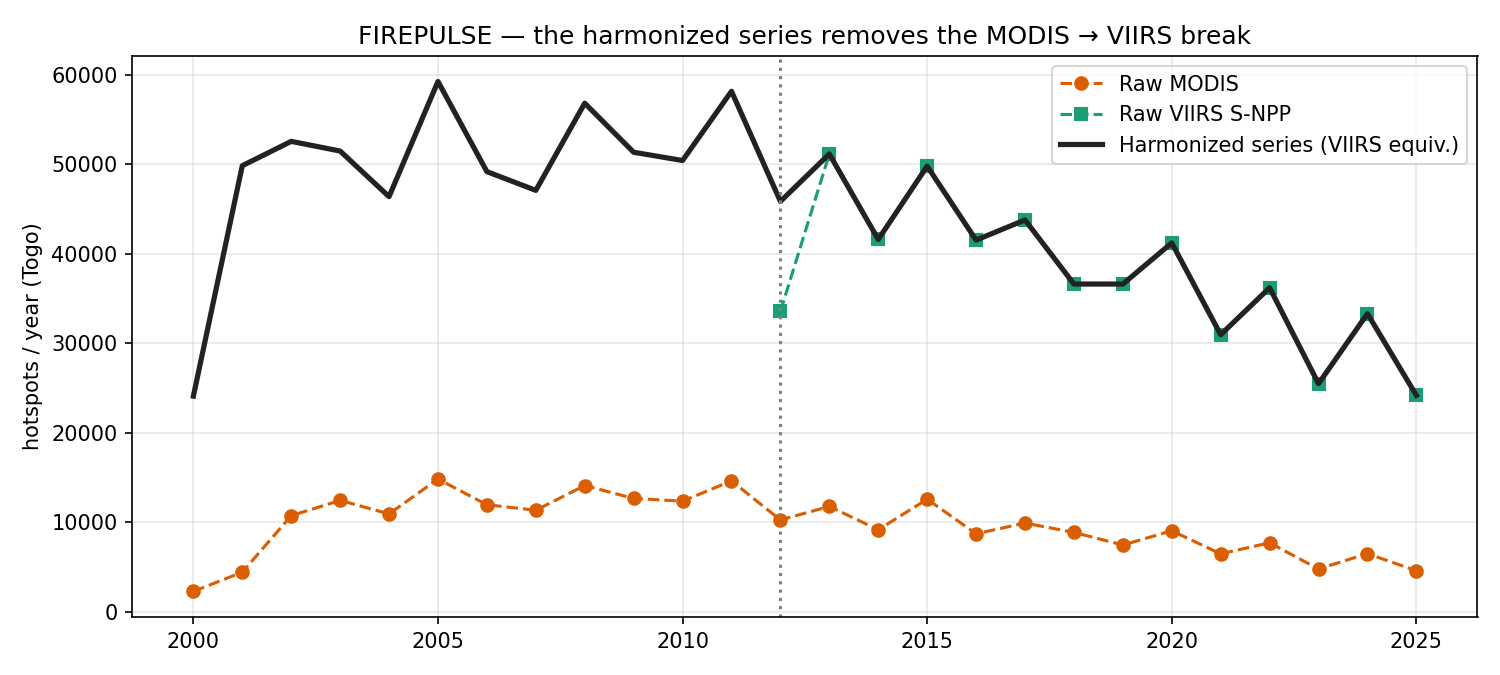 FIREPULSE — the harmonized series removes the MODIS → VIIRS break
hotspots / year (Togo)
60000
50000
40000
30000
20000
10000
0
2000
2005
2010
2015
2020
2025
Raw MODIS
Raw VIIRS S-NPP
Harmonized series (VIIRS equiv.)